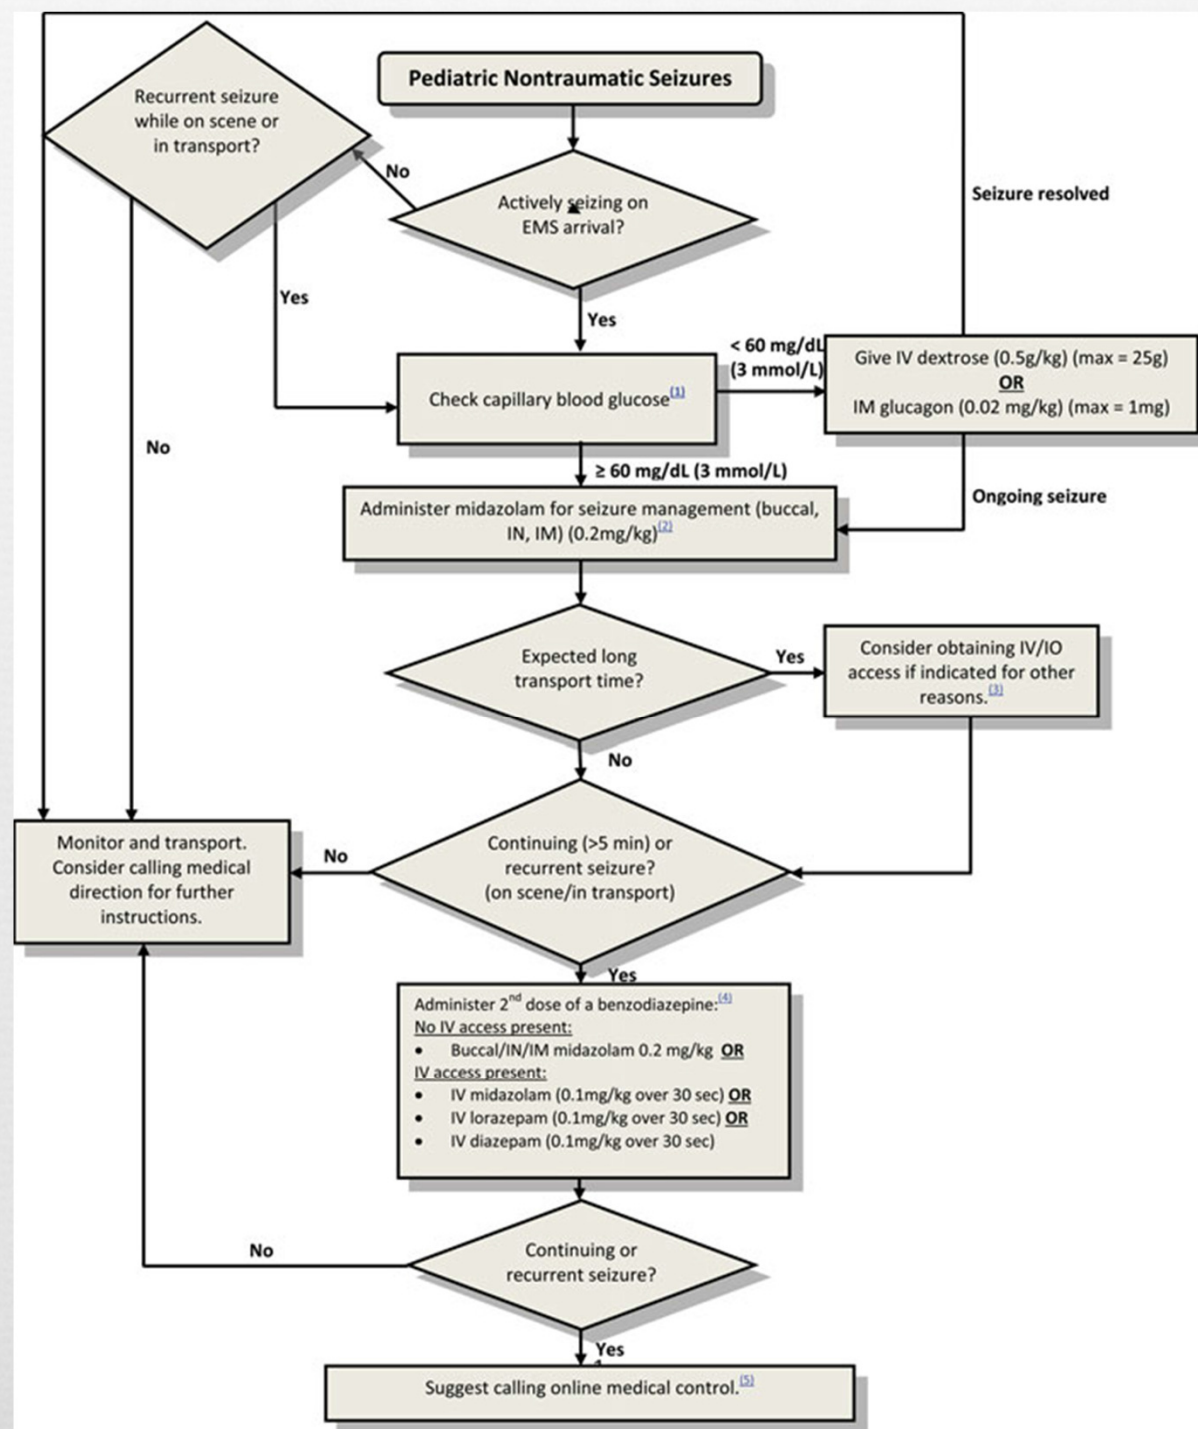 Pediatric Nontraumatic Seizures
Recurrent seizure
while on scene or
in transport?
No
Actively seizing on
EMS arrival?
Seizure resolved
Yes
Yes
< 60 mg/dL
(3 mmol/L)
Give IV dextrose (0.5g/kg) (max = 25g)
OR
IM glucagon (0.02 mg/kg) (max = 1mg)
Check capillary blood glucose(1)
No
≥ 60 mg/dL (3 mmol/L)
Ongoing seizure
Administer midazolam for seizure management (buccal,
IN, IM) (0.2mg/kg)(2)
Expected long
transport time?
Yes
Consider obtaining IV/IO
access if indicated for other
reasons.(3)
No
Continuing (>5 min) or
recurrent seizure?
(on scene/in transport)
No
Monitor and transport.
Consider calling medical
direction for further
instructions.
Yes
Administer 2nd dose of a benzodiazepine:(4)
No IV access present:
• Buccal/IN/IM midazolam 0.2 mg/kg OR
IV access present:
• IV midazolam (0.1mg/kg over 30 sec) OR
• IV lorazepam (0.1mg/kg over 30 sec) OR
• IV diazepam (0.1mg/kg over 30 sec)
No
Continuing or
recurrent seizure?
Yes
Suggest calling online medical control.(5)